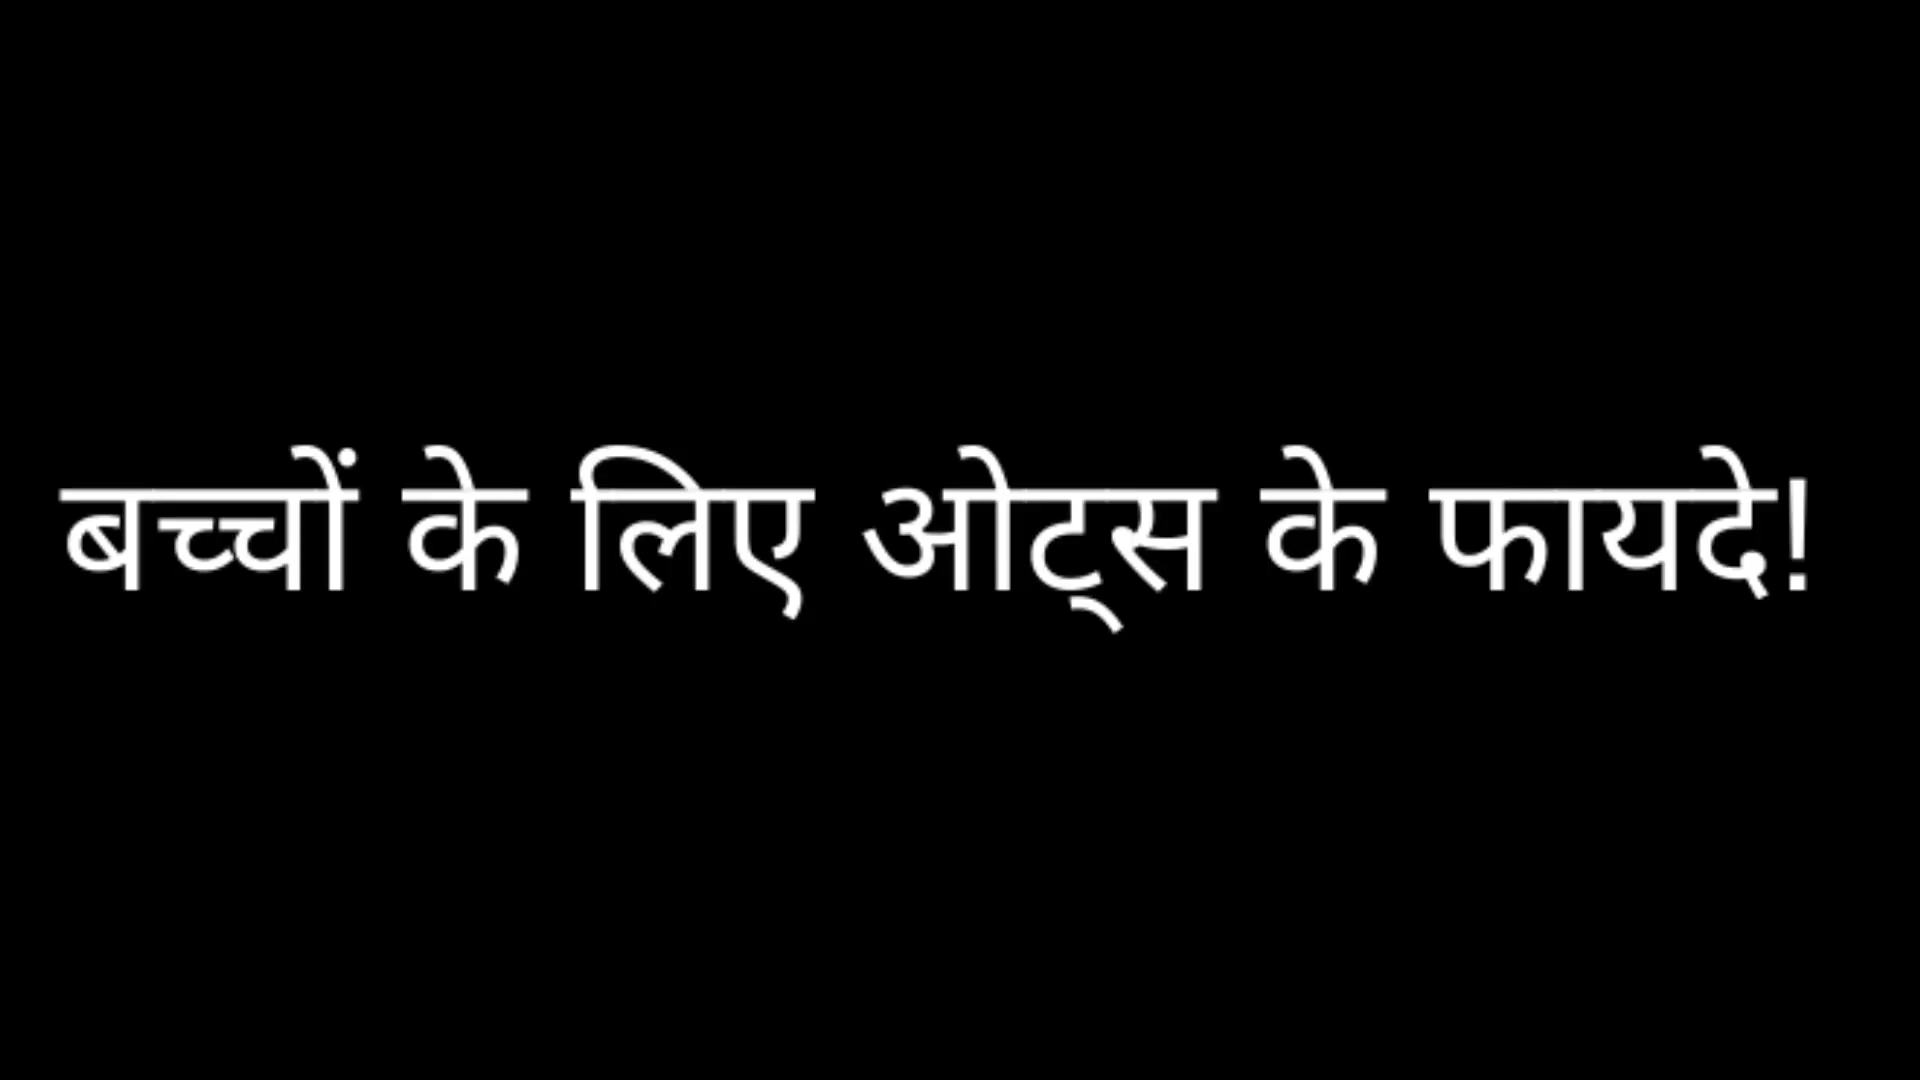 बच्चों के लिए ओट्स के फायदे!